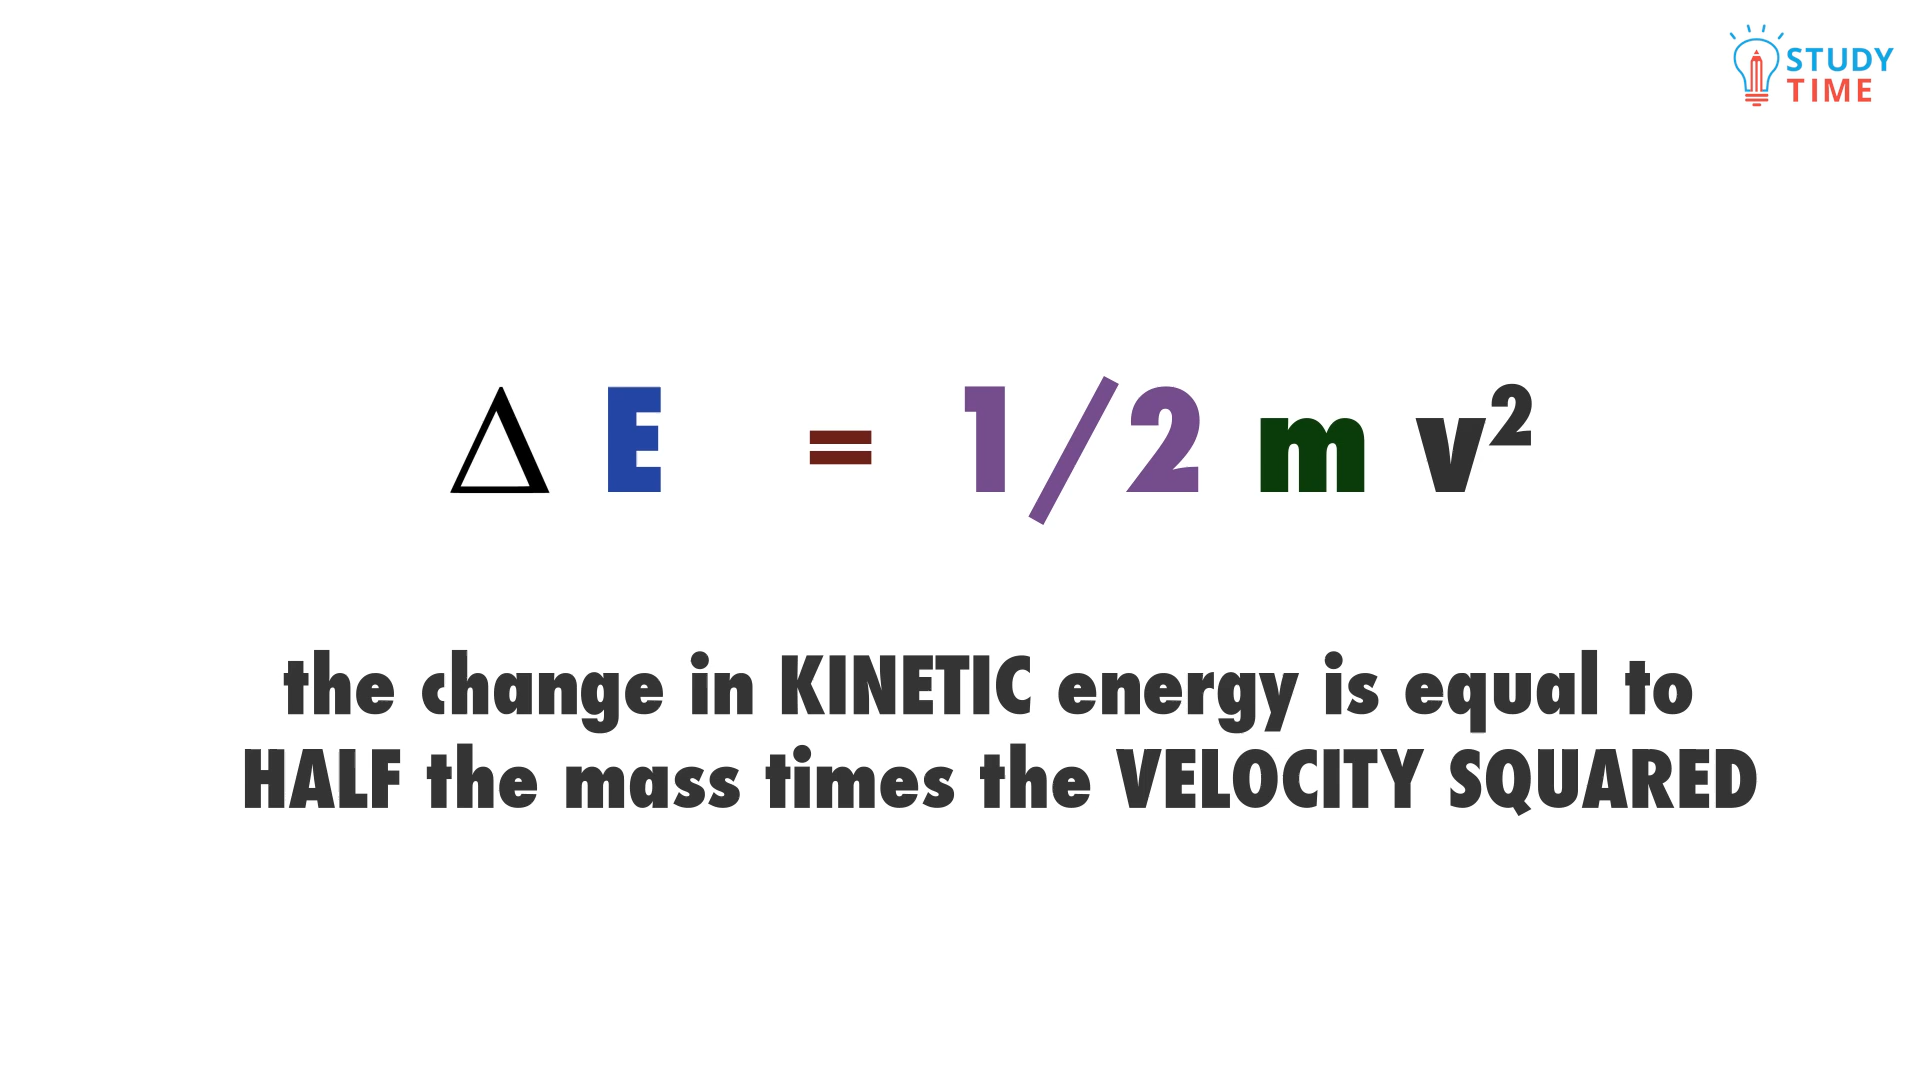 STUDY
TIME
Δ E = 1/2 m v²
the change in KINETIC energy is equal to
HALF the mass times the VELOCITY SQUARED